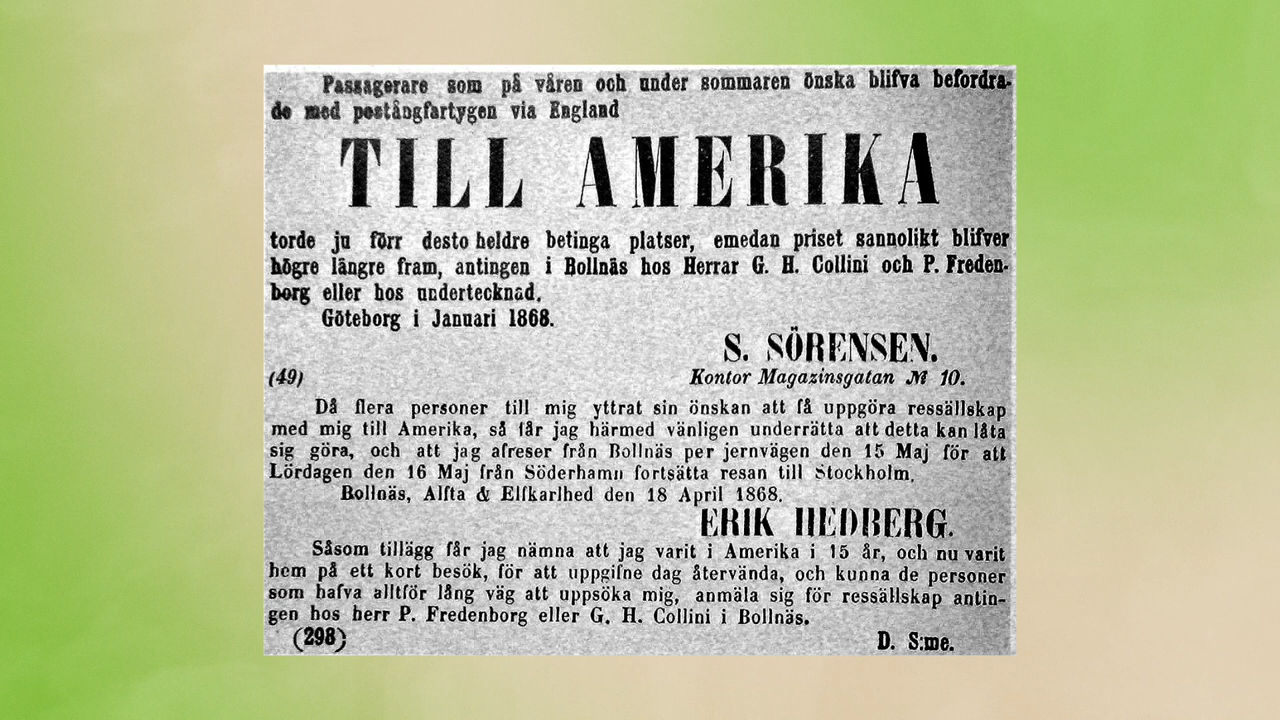 Passagerare som på våren och under sommaren önska blifva befordra-
de med postångfartygen via England
TILL AMERIKA
torde ju förr desto heldre betinga platser, emedan priset sannolikt blifver
högre längre fram, antingen i Bollnäs hos Herrar G. H. Collini och P. Freden-
borg eller hos undertecknad.
Göteborg i Januari 1868.
S. SÖRENSEN.
(49)
Kontor Magazinsgatan № 10.
Då flera personer till mig yttrat sin önskan att få uppgöra ressällskap
med mig till Amerika, så får jag härmed vänligen underrätta att detta kan låta
sig göra, och att jag afreser från Bollnäs per jernvägen den 15 Maj för att
Lördagen den 16 Maj från Söderhamn fortsätta resan till Stockholm.
Bollnäs, Alfta & Elfkarlhed den 18 April 1868.
ERIK HEDBERG.
Såsom tillägg får jag nämna att jag varit i Amerika i 15 år, och nu varit
hem på ett kort besök, för att uppgifne dag återvända, och kunna de personer
som hafva alltför lång väg att uppsöka mig, anmäla sig för ressällskap antin-
gen hos herr P. Fredenborg eller G. H. Collini i Bollnäs.
(298)
D. S:me.